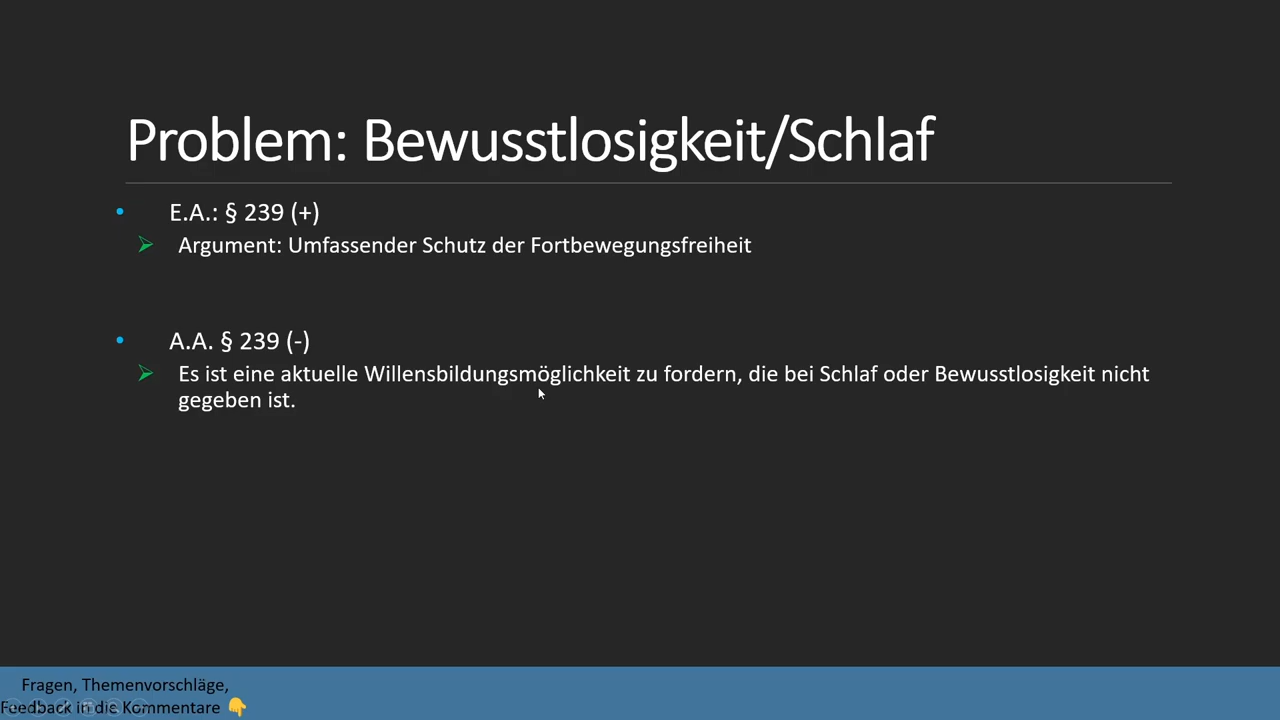 Problem: Bewusstlosigkeit/Schlaf
E.A.: § 239 (+)
Argument: Umfassender Schutz der Fortbewegungsfreiheit
A.A. § 239 (-)
Es ist eine aktuelle Willensbildungsmöglichkeit zu fordern, die bei Schlaf oder Bewusstlosigkeit nicht
gegeben ist.
Fragen, Themenvorschläge,
Feedback in die Kommentare 👇